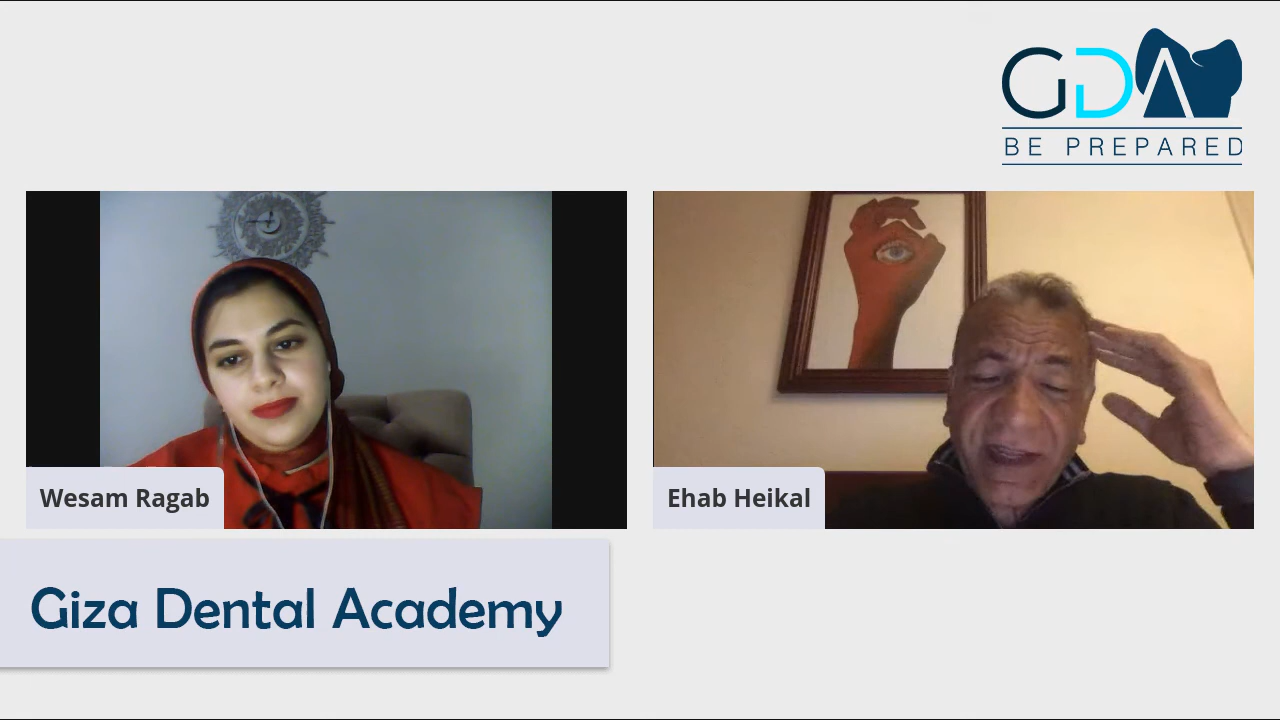 GDA
BE PREPARED
Wesam Ragab
Ehab Heikal
Giza Dental Academy